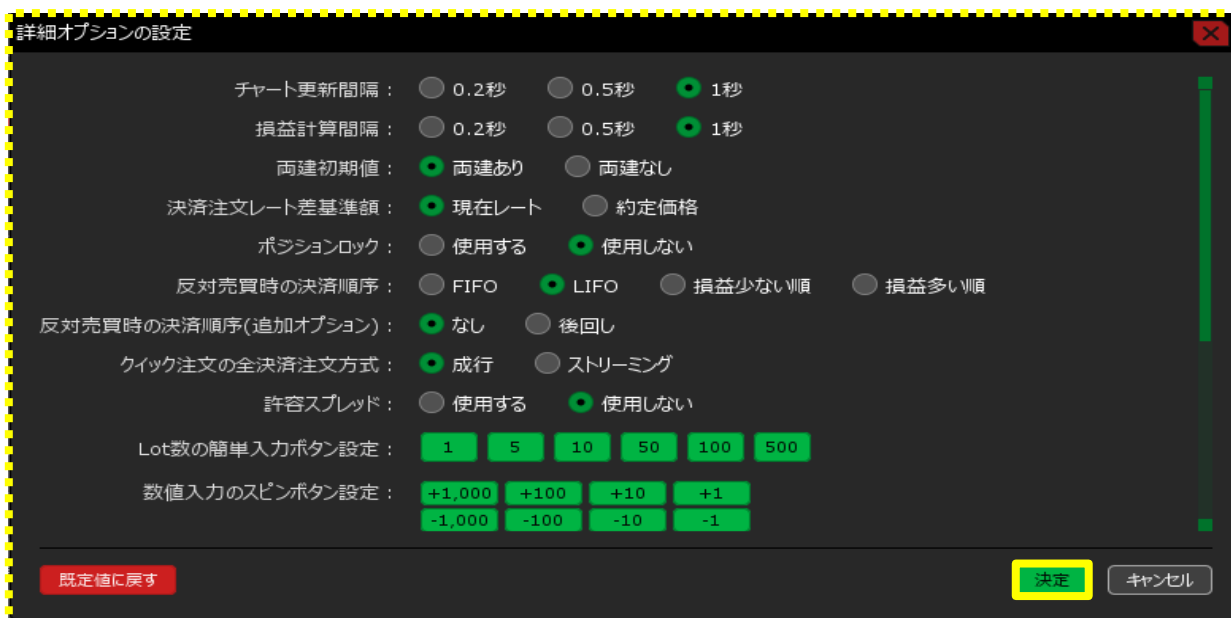 詳細オプションの設定
チャート更新間隔： 0.2秒 0.5秒 1秒
損益計算間隔： 0.2秒 0.5秒 1秒
両建初期値： 両建あり 両建なし
決済注文レート差基準額： 現在レート 約定価格
ポジションロック： 使用する 使用しない
反対売買時の決済順序： FIFO LIFO 損益少ない順 損益多い順
反対売買時の決済順序(追加オプション)： なし 後回し
クイック注文の全決済注文方式： 成行 ストリーミング
許容スプレッド： 使用する 使用しない
Lot数の簡単入力ボタン設定： 1 5 10 50 100 500
数値入力のスピンボタン設定： +1,000 +100 +10 +1
-1,000 -100 -10 -1
既定値に戻す 決定 キャンセル